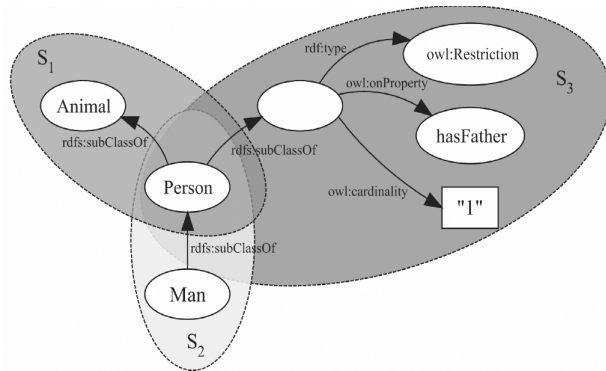 rdf:type
owl:Restriction
S1
S3
owl:onProperty
Animal
hasFather
rdfs:subClassOf
rdfs:subClassOf
Person
owl:cardinality
"1"
rdfs:subClassOf
Man
S2